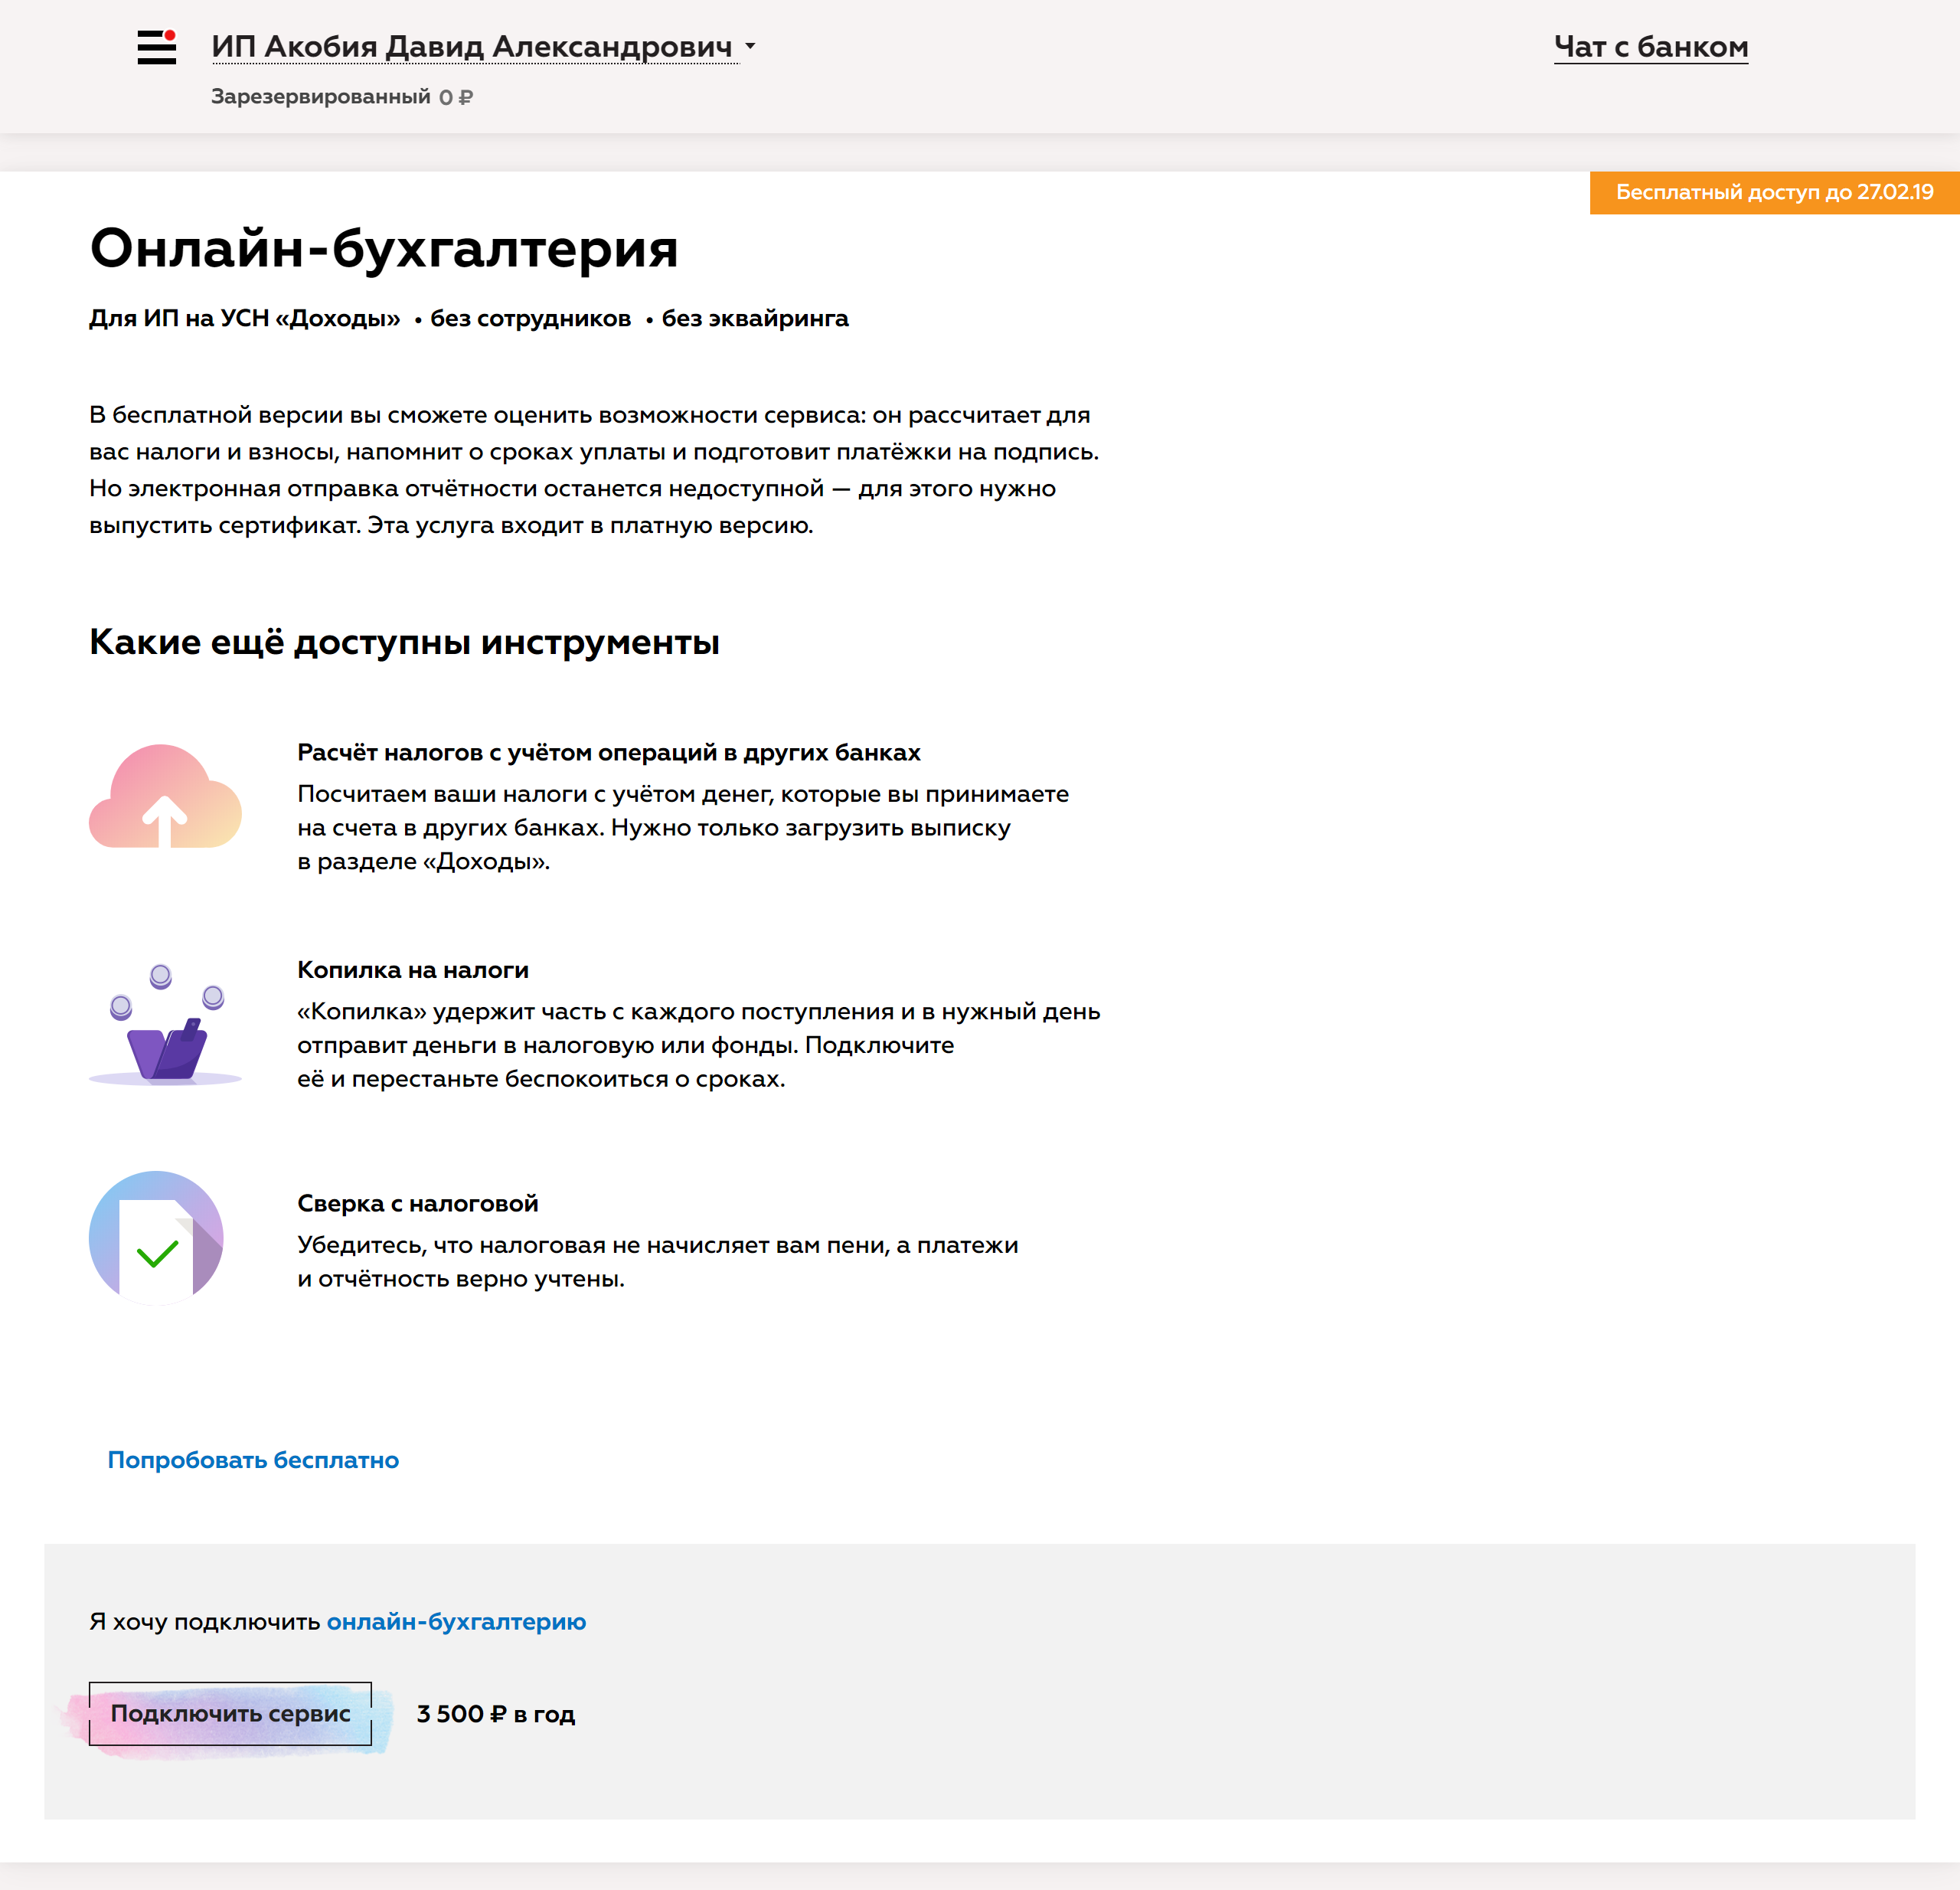 ИП Акобия Давид Александрович
Чат с банком
Зарезервированный 0 ₽
Бесплатный доступ до 27.02.19
Онлайн-бухгалтерия
Для ИП на УСН «Доходы» • без сотрудников • без эквайринга
В бесплатной версии вы сможете оценить возможности сервиса: он рассчитает для
вас налоги и взносы, напомнит о сроках уплаты и подготовит платёжки на подпись.
Но электронная отправка отчётности останется недоступной — для этого нужно
выпустить сертификат. Эта услуга входит в платную версию.
Какие ещё доступны инструменты
Расчёт налогов с учётом операций в других банках
Посчитаем ваши налоги с учётом денег, которые вы принимаете
на счета в других банках. Нужно только загрузить выписку
в разделе «Доходы».
Копилка на налоги
«Копилка» удержит часть с каждого поступления и в нужный день
отправит деньги в налоговую или фонды. Подключите
её и перестаньте беспокоиться о сроках.
Сверка с налоговой
Убедитесь, что налоговая не начисляет вам пени, а платежи
и отчётность верно учтены.
Попробовать бесплатно
Я хочу подключить онлайн-бухгалтерию
Подключить сервис
3 500 ₽ в год